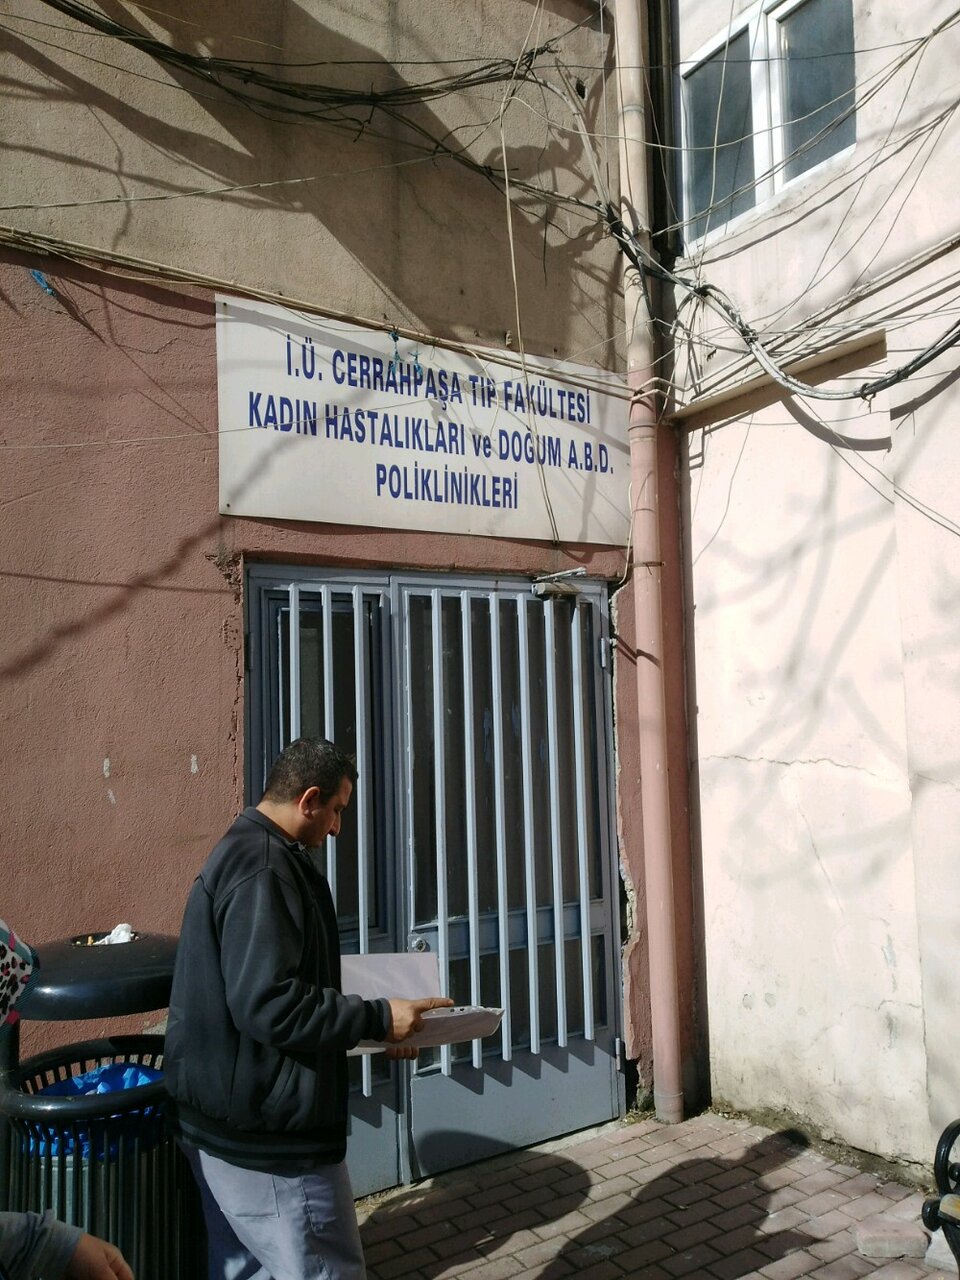 İ.Ü. CERRAHPAŞA TIP FAKÜLTESİ
KADIN HASTALIKLARI ve DOĞUM A.B.D.
POLİKLİNİKLERİ